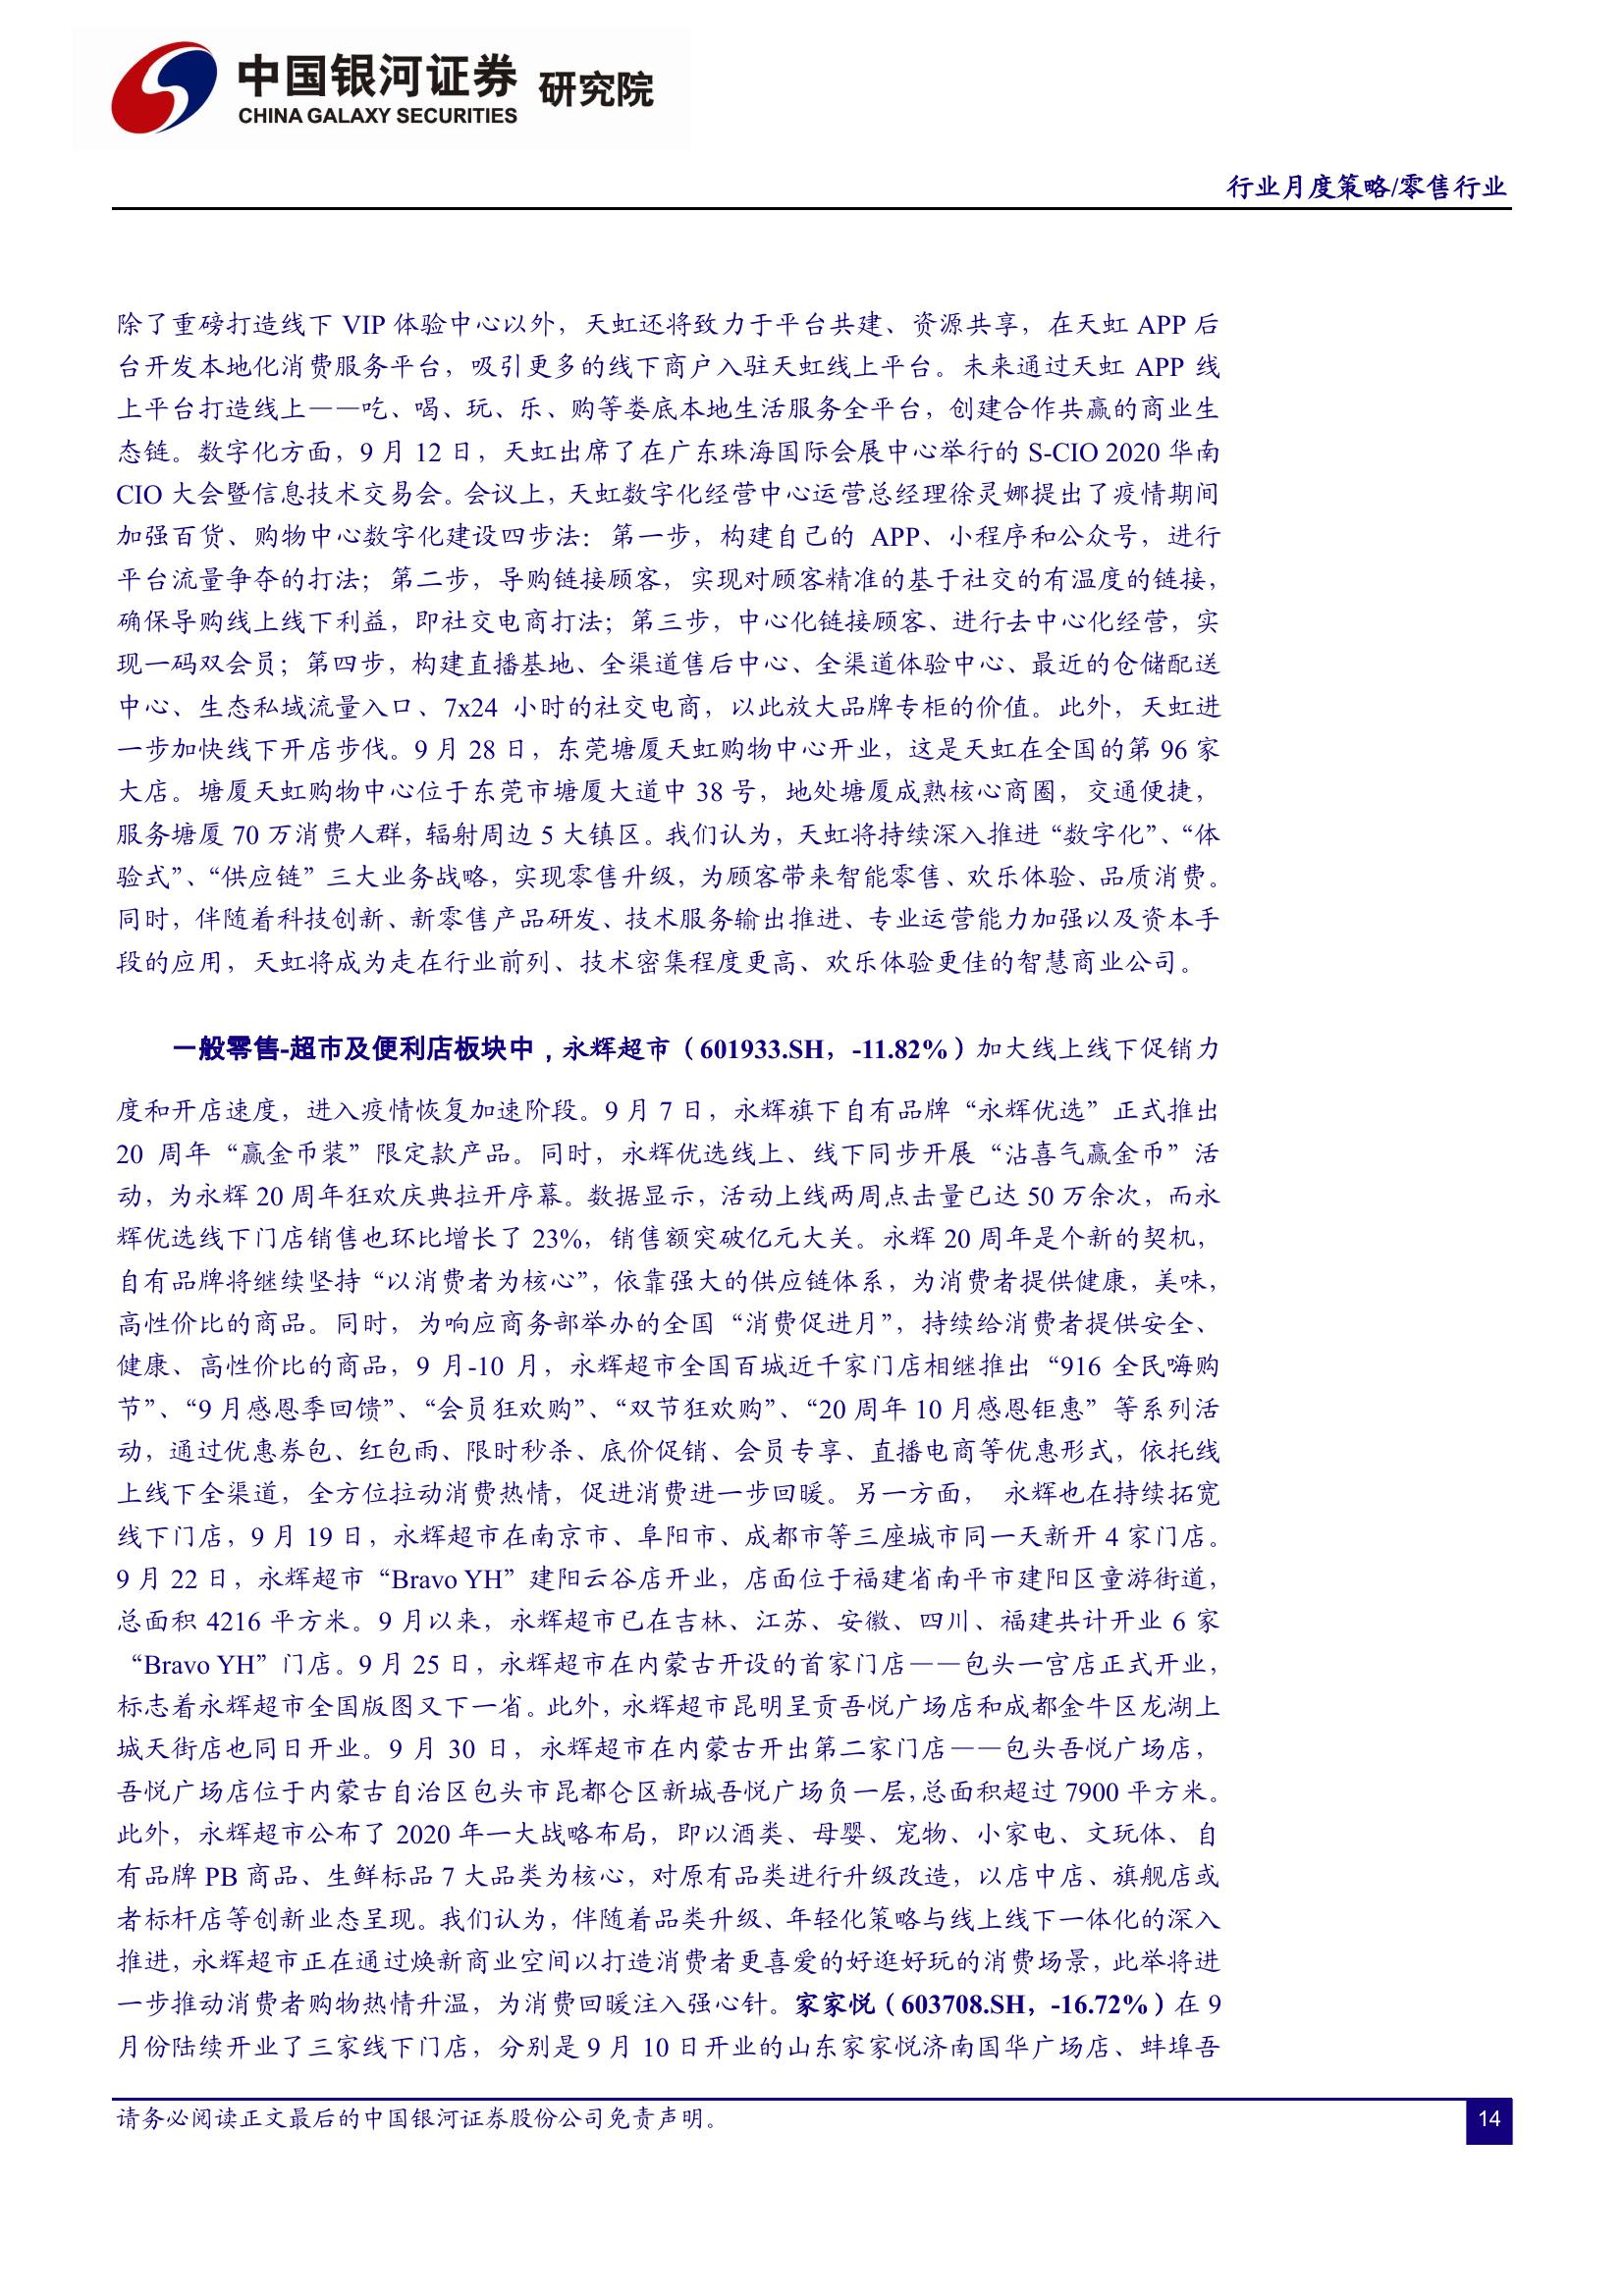 中国银河证券 研究院
CHINA GALAXY SECURITIES
行业月度策略/零售行业
除了重磅打造线下 VIP 体验中心以外，天虹还将致力于平台共建、资源共享，在天虹 APP 后
台开发本地化消费服务平台，吸引更多的线下商户入驻天虹线上平台。未来通过天虹 APP 线
上平台打造线上——吃、喝、玩、乐、购等娄底本地生活服务全平台，创建合作共赢的商业生
态链。数字化方面，9 月 12 日，天虹出席了在广东珠海国际会展中心举行的 S-CIO 2020 华南
CIO 大会暨信息技术交易会。会议上，天虹数字化经营中心运营总经理徐灵娜提出了疫情期间
加强百货、购物中心数字化建设四步法：第一步，构建自己的 APP、小程序和公众号，进行
平台流量争夺的打法；第二步，导购链接顾客，实现对顾客精准的基于社交的有温度的链接，
确保导购线上线下利益，即社交电商打法；第三步，中心化链接顾客、进行去中心化经营，实
现一码双会员；第四步，构建直播基地、全渠道售后中心、全渠道体验中心、最近的仓储配送
中心、生态私域流量入口、7x24 小时的社交电商，以此放大品牌专柜的价值。此外，天虹进
一步加快线下开店步伐。9 月 28 日，东莞塘厦天虹购物中心开业，这是天虹在全国的第 96 家
大店。塘厦天虹购物中心位于东莞市塘厦大道中 38 号，地处塘厦成熟核心商圈，交通便捷，
服务塘厦 70 万消费人群，辐射周边 5 大镇区。我们认为，天虹将持续深入推进“数字化”、“体
验式”、“供应链”三大业务战略，实现零售升级，为顾客带来智能零售、欢乐体验、品质消费。
同时，伴随着科技创新、新零售产品研发、技术服务输出推进、专业运营能力加强以及资本手
段的应用，天虹将成为走在行业前列、技术密集程度更高、欢乐体验更佳的智慧商业公司。
一般零售-超市及便利店板块中，永辉超市（601933.SH，-11.82%）加大线上线下促销力
度和开店速度，进入疫情恢复加速阶段。9 月 7 日，永辉旗下自有品牌“永辉优选”正式推出
20 周年“赢金币装”限定款产品。同时，永辉优选线上、线下同步开展“沾喜气赢金币”活
动，为永辉 20 周年狂欢庆典拉开序幕。数据显示，活动上线两周点击量已达 50 万余次，而永
辉优选线下门店销售也环比增长了 23%，销售额突破亿元大关。永辉 20 周年是个新的契机，
自有品牌将继续坚持“以消费者为核心”，依靠强大的供应链体系，为消费者提供健康，美味，
高性价比的商品。同时，为响应商务部举办的全国“消费促进月”，持续给消费者提供安全、
健康、高性价比的商品，9 月-10 月，永辉超市全国百城近千家门店相继推出“916 全民嗨购
节”、“9 月感恩季回馈”、“会员狂欢购”、“双节狂欢购”、“20 周年 10 月感恩钜惠”等系列活
动，通过优惠券包、红包雨、限时秒杀、底价促销、会员专享、直播电商等优惠形式，依托线
上线下全渠道，全方位拉动消费热情，促进消费进一步回暖。另一方面， 永辉也在持续拓宽
线下门店，9 月 19 日，永辉超市在南京市、阜阳市、成都市等三座城市同一天新开 4 家门店。
9 月 22 日，永辉超市“Bravo YH”建阳云谷店开业，店面位于福建省南平市建阳区童游街道，
总面积 4216 平方米。9 月以来，永辉超市已在吉林、江苏、安徽、四川、福建共计开业 6 家
“Bravo YH”门店。9 月 25 日，永辉超市在内蒙古开设的首家门店——包头一宫店正式开业，
标志着永辉超市全国版图又下一省。此外，永辉超市昆明呈贡吾悦广场店和成都金牛区龙湖上
城天街店也同日开业。9 月 30 日，永辉超市在内蒙古开出第二家门店——包头吾悦广场店，
吾悦广场店位于内蒙古自治区包头市昆都仑区新城吾悦广场负一层，总面积超过 7900 平方米。
此外，永辉超市公布了 2020 年一大战略布局，即以酒类、母婴、宠物、小家电、文玩体、自
有品牌 PB 商品、生鲜标品 7 大品类为核心，对原有品类进行升级改造，以店中店、旗舰店或
者标杆店等创新业态呈现。我们认为，伴随着品类升级、年轻化策略与线上线下一体化的深入
推进，永辉超市正在通过焕新商业空间以打造消费者更喜爱的好逛好玩的消费场景，此举将进
一步推动消费者购物热情升温，为消费回暖注入强心针。家家悦（603708.SH，-16.72%）在 9
月份陆续开业了三家线下门店，分别是 9 月 10 日开业的山东家家悦济南国华广场店、蚌埠吾
请务必阅读正文最后的中国银河证券股份公司免责声明。
14